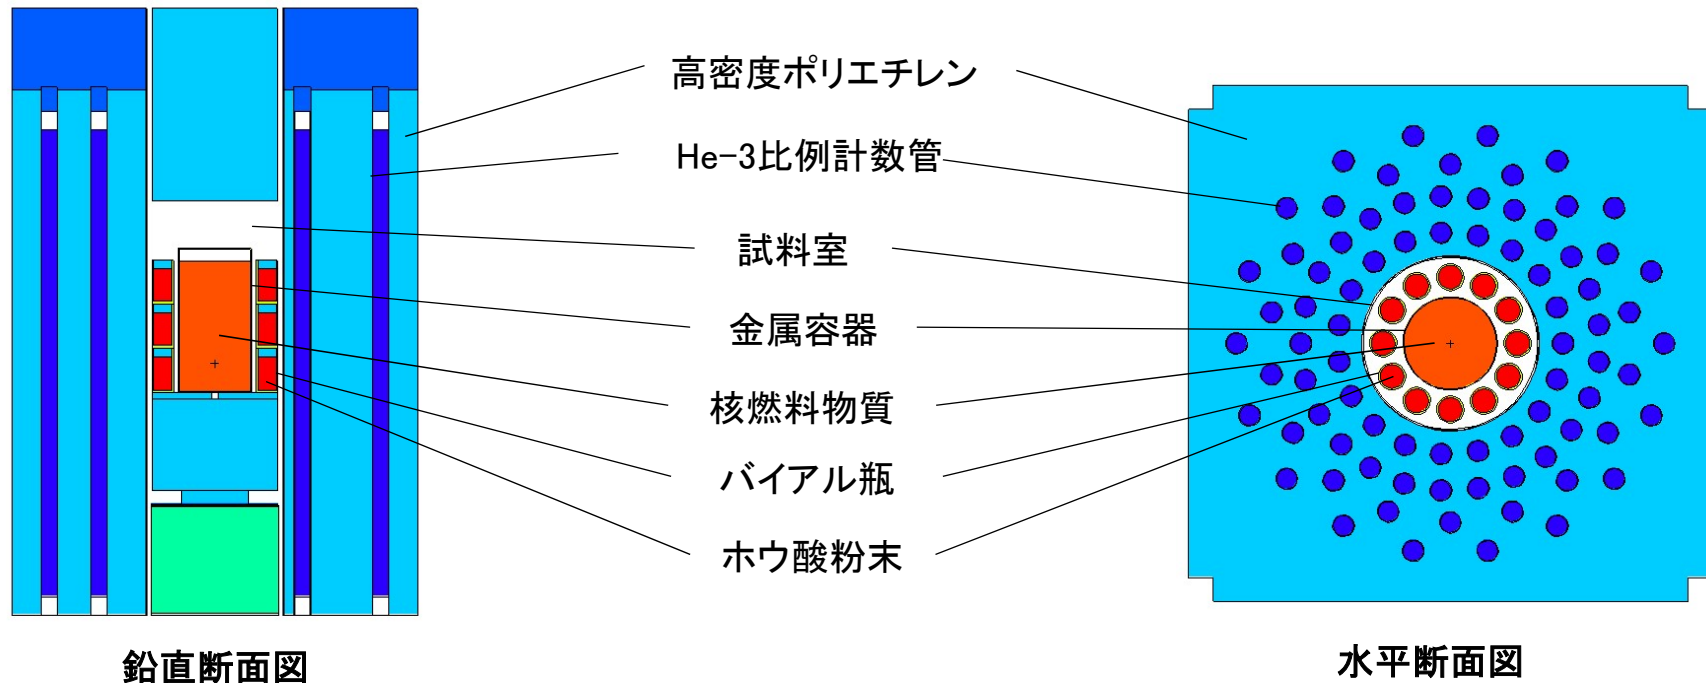 高密度ポリエチレン
He-3比例計数管
試料室
金属容器
核燃料物質
バイアル瓶
ホウ酸粉末
鉛直断面図
水平断面図